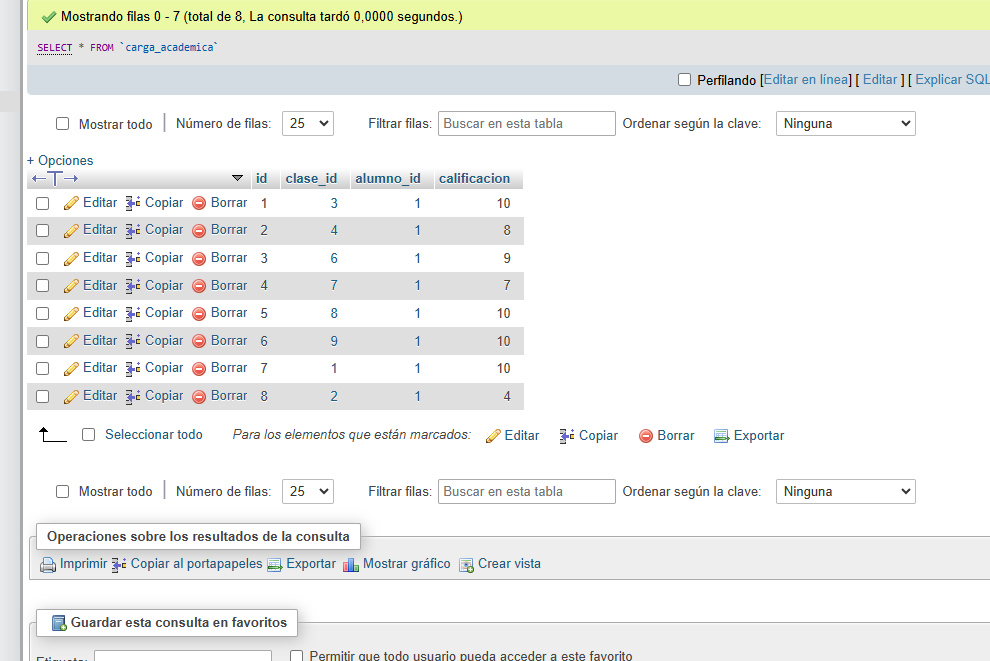 Mostrando filas 0 - 7 (total de 8, La consulta tardó 0,0000 segundos.)
SELECT * FROM `carga_academica`
Perfilando [Editar en línea] [ Editar ] [ Explicar SQL
Mostrar todo | Número de filas: 25 Filtrar filas: Buscar en esta tabla Ordenar según la clave: Ninguna
+ Opciones
←T→ id clase_id alumno_id calificacion
Editar Copiar Borrar 1 3 1 10
Editar Copiar Borrar 2 4 1 8
Editar Copiar Borrar 3 6 1 9
Editar Copiar Borrar 4 7 1 7
Editar Copiar Borrar 5 8 1 10
Editar Copiar Borrar 6 9 1 10
Editar Copiar Borrar 7 1 1 10
Editar Copiar Borrar 8 2 1 4
Seleccionar todo Para los elementos que están marcados: Editar Copiar Borrar Exportar
Mostrar todo | Número de filas: 25 Filtrar filas: Buscar en esta tabla Ordenar según la clave: Ninguna
Operaciones sobre los resultados de la consulta
Imprimir Copiar al portapapeles Exportar Mostrar gráfico Crear vista
Guardar esta consulta en favoritos
Etiqueta: Permitir que todo usuario pueda acceder a este favorito